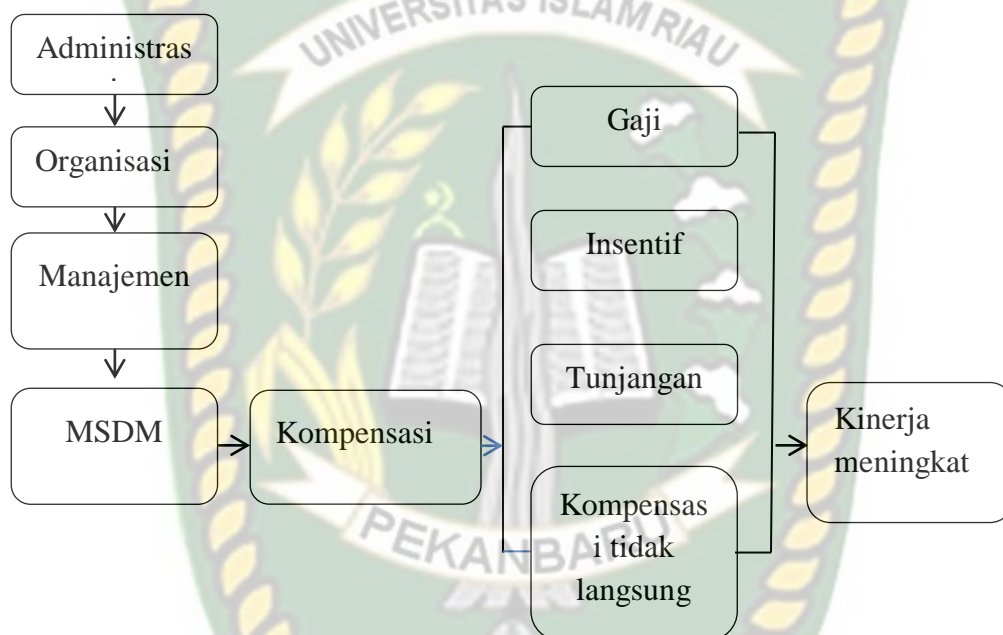 UNIVERSITAS ISLAM RIAU
Administras
.
Organisasi
Manajemen
MSDM
Kompensasi
Gaji
Insentif
Tunjangan
Kompensas
i tidak
langsung
Kinerja
meningkat
PEKANBARU